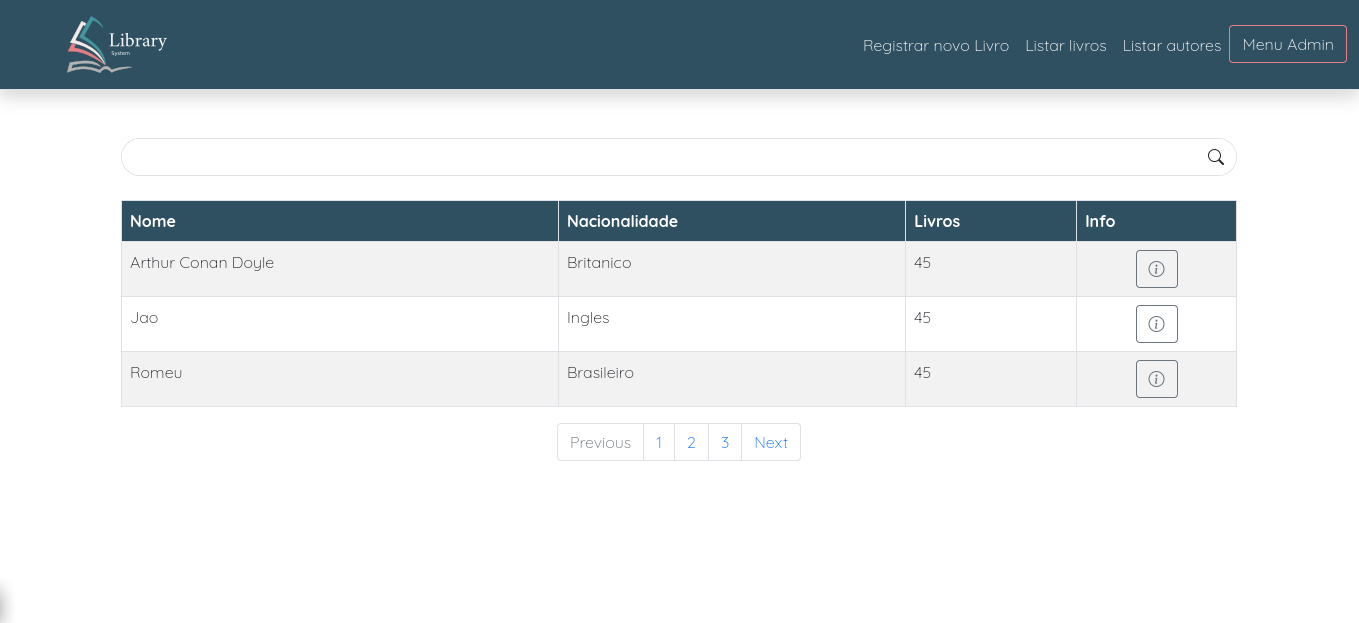 Library
System
Registrar novo Livro Listar livros Listar autores Menu Admin
Nome Nacionalidade Livros Info
Arthur Conan Doyle Britanico 45
Jao Ingles 45
Romeu Brasileiro 45
Previous 1 2 3 Next